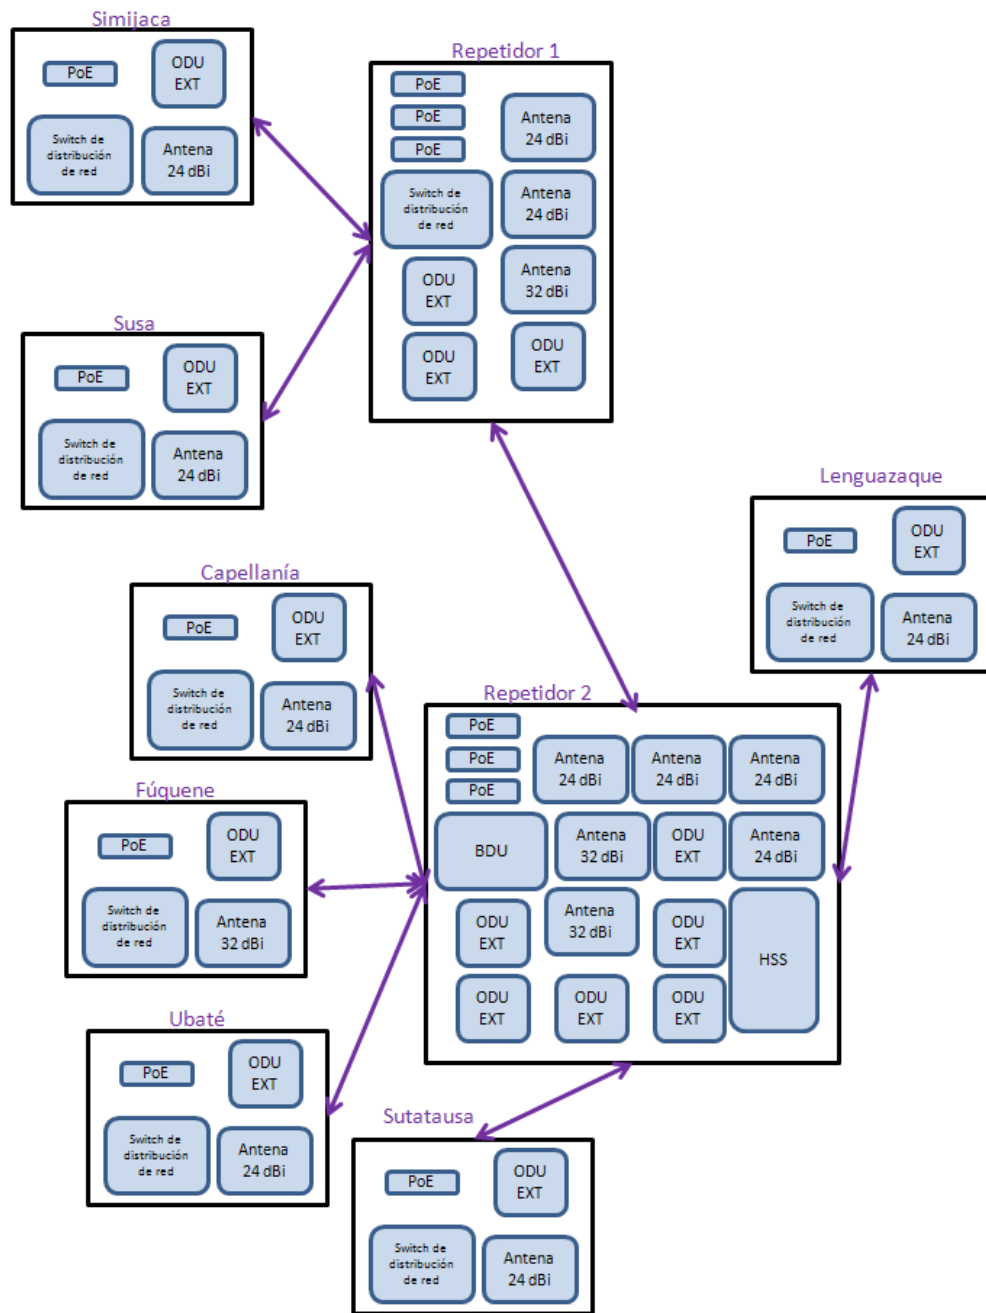 Simijaca
PoE
ODU
EXT
Switch de
distribución
de red
Antena
24 dBi
Repetidor 1
PoE
PoE
PoE
Antena
24 dBi
Switch de
distribución
de red
Antena
24 dBi
ODU
EXT
Antena
32 dBi
ODU
EXT
ODU
EXT
Susa
PoE
ODU
EXT
Switch de
distribución
de red
Antena
24 dBi
Lenguazaque
PoE
ODU
EXT
Switch de
distribución
de red
Antena
24 dBi
Capellanía
PoE
ODU
EXT
Switch de
distribución
de red
Antena
24 dBi
Repetidor 2
PoE
PoE
PoE
Antena
24 dBi
Antena
24 dBi
Antena
24 dBi
BDU
Antena
32 dBi
ODU
EXT
Antena
24 dBi
ODU
EXT
Antena
32 dBi
ODU
EXT
HSS
ODU
EXT
ODU
EXT
ODU
EXT
Fúquene
PoE
ODU
EXT
Switch de
distribución
de red
Antena
32 dBi
Ubaté
PoE
ODU
EXT
Switch de
distribución
de red
Antena
24 dBi
Sutatausa
PoE
ODU
EXT
Switch de
distribución
de red
Antena
24 dBi